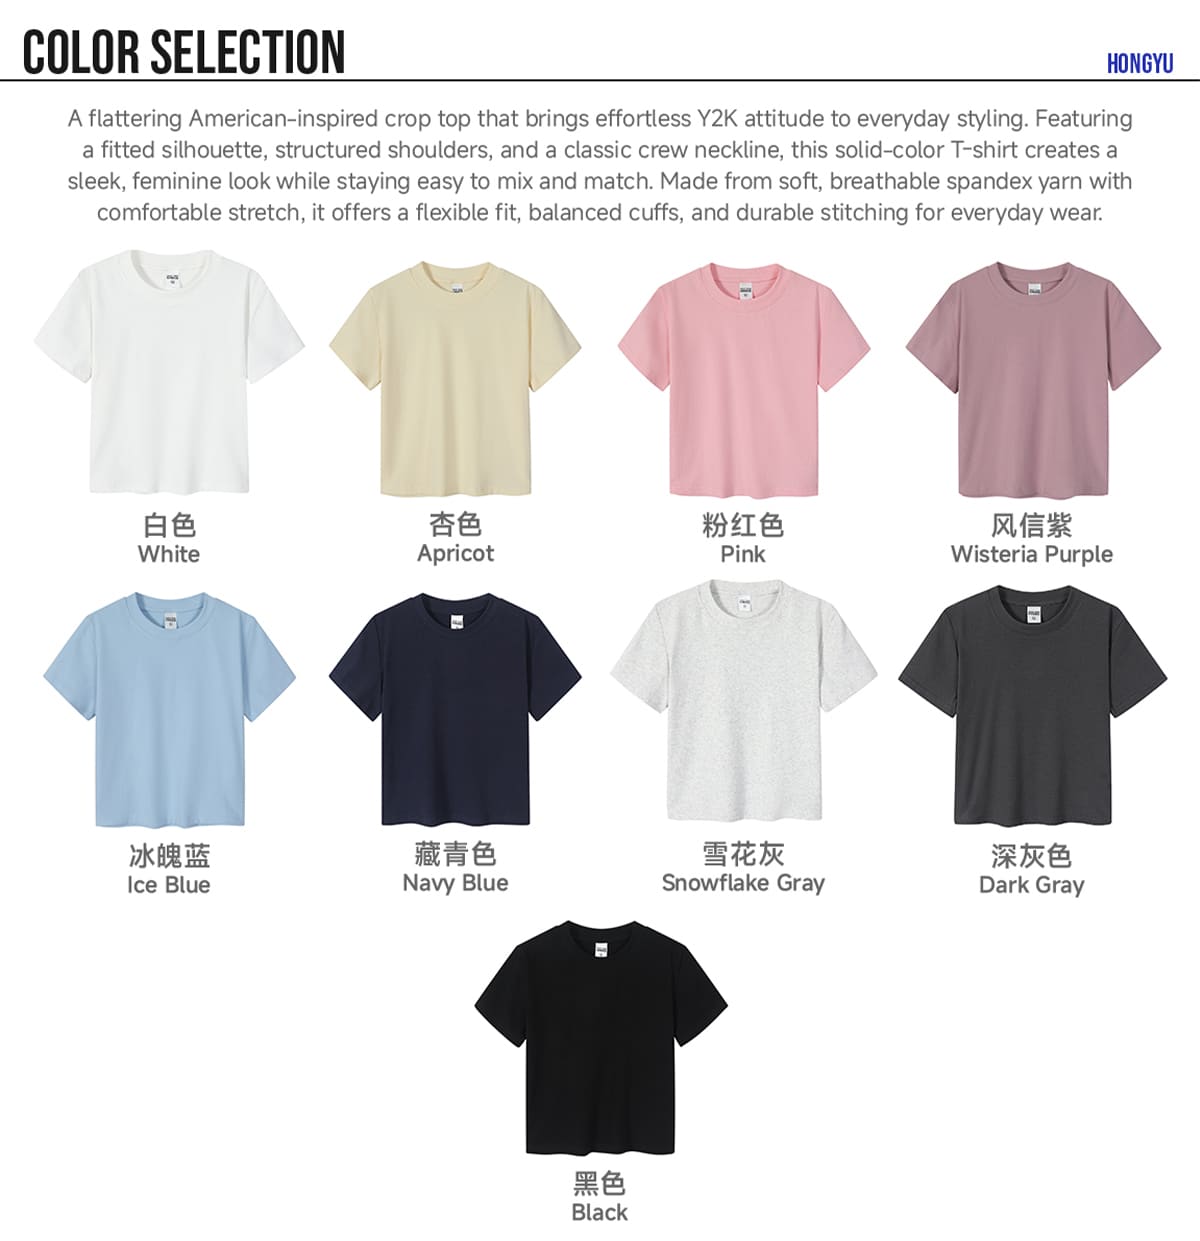 COLOR SELECTION
HONGYU
A flattering American-inspired crop top that brings effortless Y2K attitude to everyday styling. Featuring
a fitted silhouette, structured shoulders, and a classic crew neckline, this solid-color T-shirt creates a
sleek, feminine look while staying easy to mix and match. Made from soft, breathable spandex yarn with
comfortable stretch, it offers a flexible fit, balanced cuffs, and durable stitching for everyday wear.
白色
White
杏色
Apricot
粉红色
Pink
风信紫
Wisteria Purple
冰魄蓝
Ice Blue
藏青色
Navy Blue
雪花灰
Snowflake Gray
深灰色
Dark Gray
黑色
Black